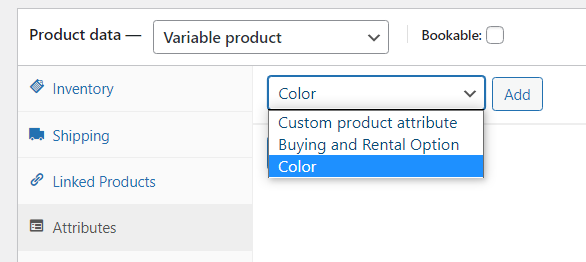 Product data — Variable product Bookable:
Inventory
Color Add
Custom product attribute
Buying and Rental Option
Color
Shipping
Linked Products
Attributes